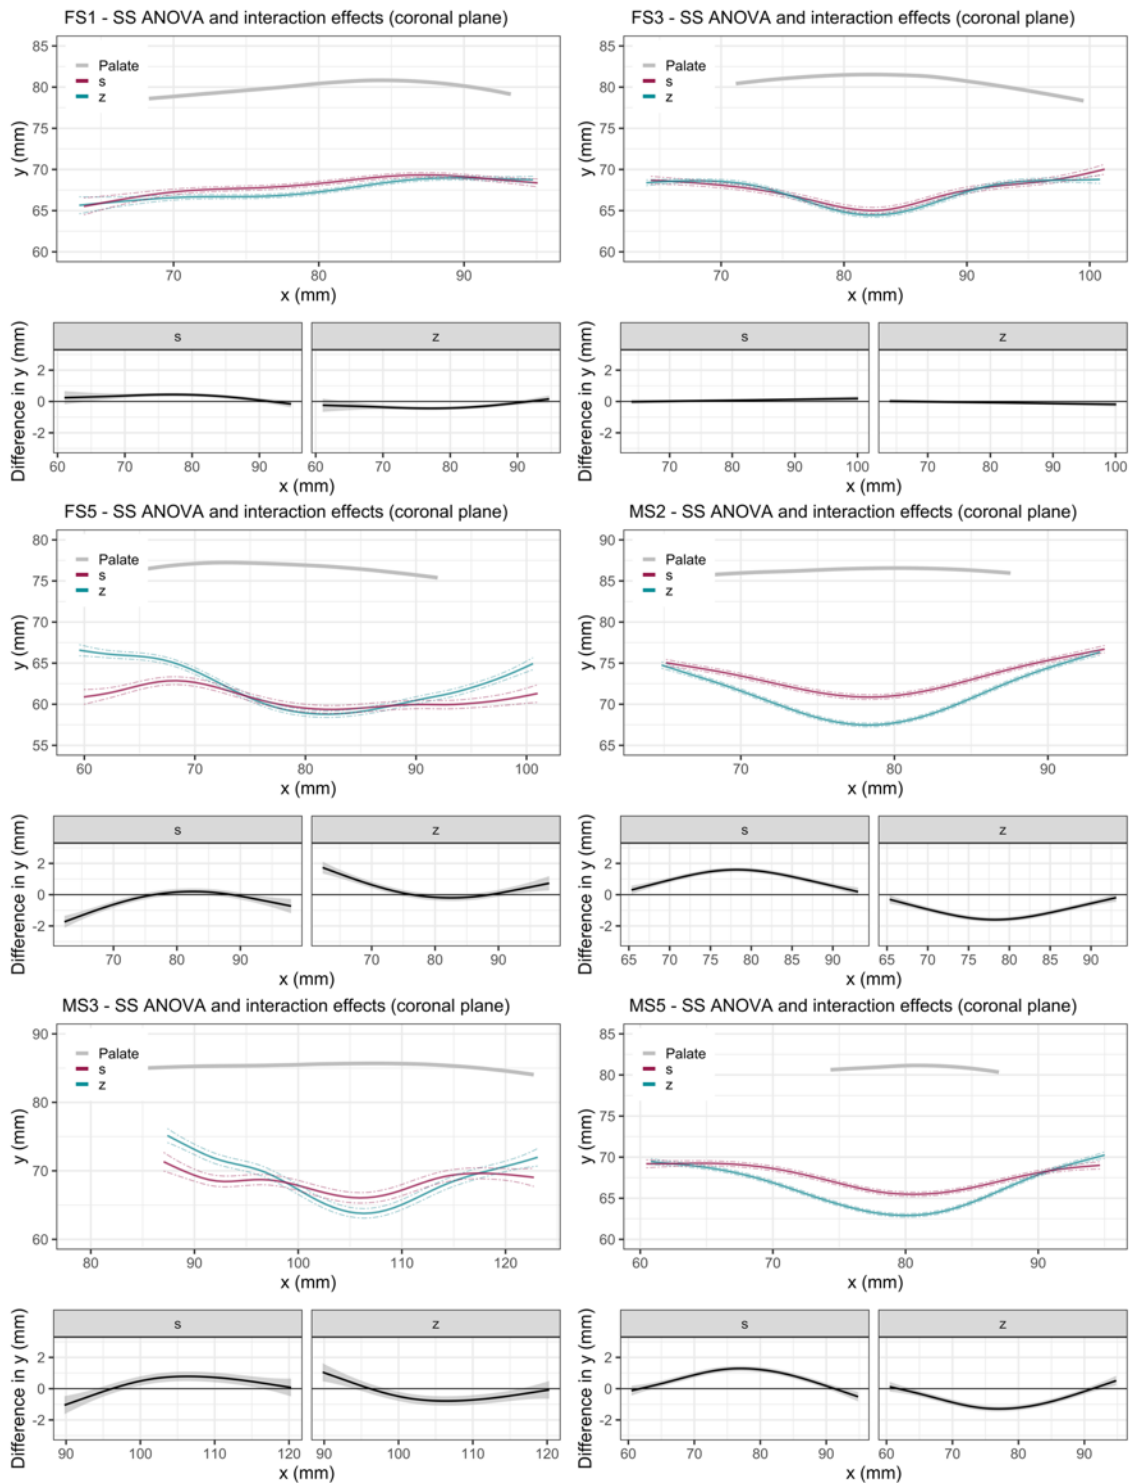 FS1 - SS ANOVA and interaction effects (coronal plane)
85
80
75
70
65
60
y (mm)
Palate
s
z
70 80 90
x (mm)
s z
Difference in y (mm)
2
0
-2
60 70 80 90 60 70 80 90
x (mm)
FS3 - SS ANOVA and interaction effects (coronal plane)
85
80
75
70
65
60
y (mm)
Palate
s
z
70 80 90 100
x (mm)
s z
Difference in y (mm)
2
0
-2
70 80 90 100 70 80 90 100
x (mm)
FS5 - SS ANOVA and interaction effects (coronal plane)
80
75
70
65
60
55
y (mm)
Palate
s
z
60 70 80 90 100
x (mm)
s z
Difference in y (mm)
2
0
-2
70 80 90 70 80 90
x (mm)
MS2 - SS ANOVA and interaction effects (coronal plane)
90
85
80
75
70
65
y (mm)
Palate
s
z
70 80 90
x (mm)
s z
Difference in y (mm)
2
0
-2
65 70 75 80 85 90 65 70 75 80 85 90
x (mm)
MS3 - SS ANOVA and interaction effects (coronal plane)
90
80
70
60
y (mm)
Palate
s
z
80 90 100 110 120
x (mm)
s z
Difference in y (mm)
2
0
-2
90 100 110 120 90 100 110 120
x (mm)
MS5 - SS ANOVA and interaction effects (coronal plane)
85
80
75
70
65
60
y (mm)
Palate
s
z
60 70 80 90
x (mm)
s z
Difference in y (mm)
2
0
-2
60 70 80 90 60 70 80 90
x (mm)